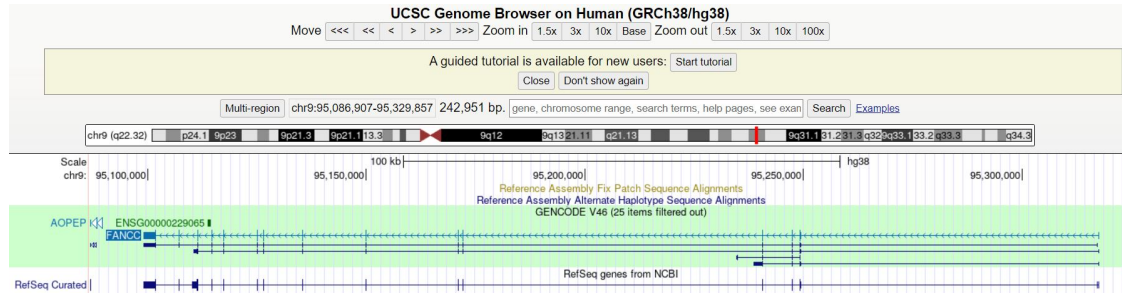 UCSC Genome Browser on Human (GRCh38/hg38)
Move <<< << < > >> >>> Zoom in 1.5x 3x 10x Base Zoom out 1.5x 3x 10x 100x
A guided tutorial is available for new users: Start tutorial
Close Don't show again
Multi-region chr9:95,086,907-95,329,857 242,951 bp. gene, chromosome range, search terms, help pages, see exan Search Examples
chr9 (q22.32) p24.1 9p23 9p21.3 9p21.1 13.3 9q12 9q13 21.11 q21.13 9q31.1 31.2 31.3 q32 9q33.1 33.2 q33.3 q34.3
Scale 100 kb hg38
chr9: 95,100,000 95,150,000 95,200,000 95,250,000 95,300,000
Reference Assembly Fix Patch Sequence Alignments
Reference Assembly Alternate Haplotype Sequence Alignments
GENCODE V46 (25 items filtered out)
AOPEP ENSG00000229065
FANCC
RefSeq genes from NCBI
RefSeq Curated